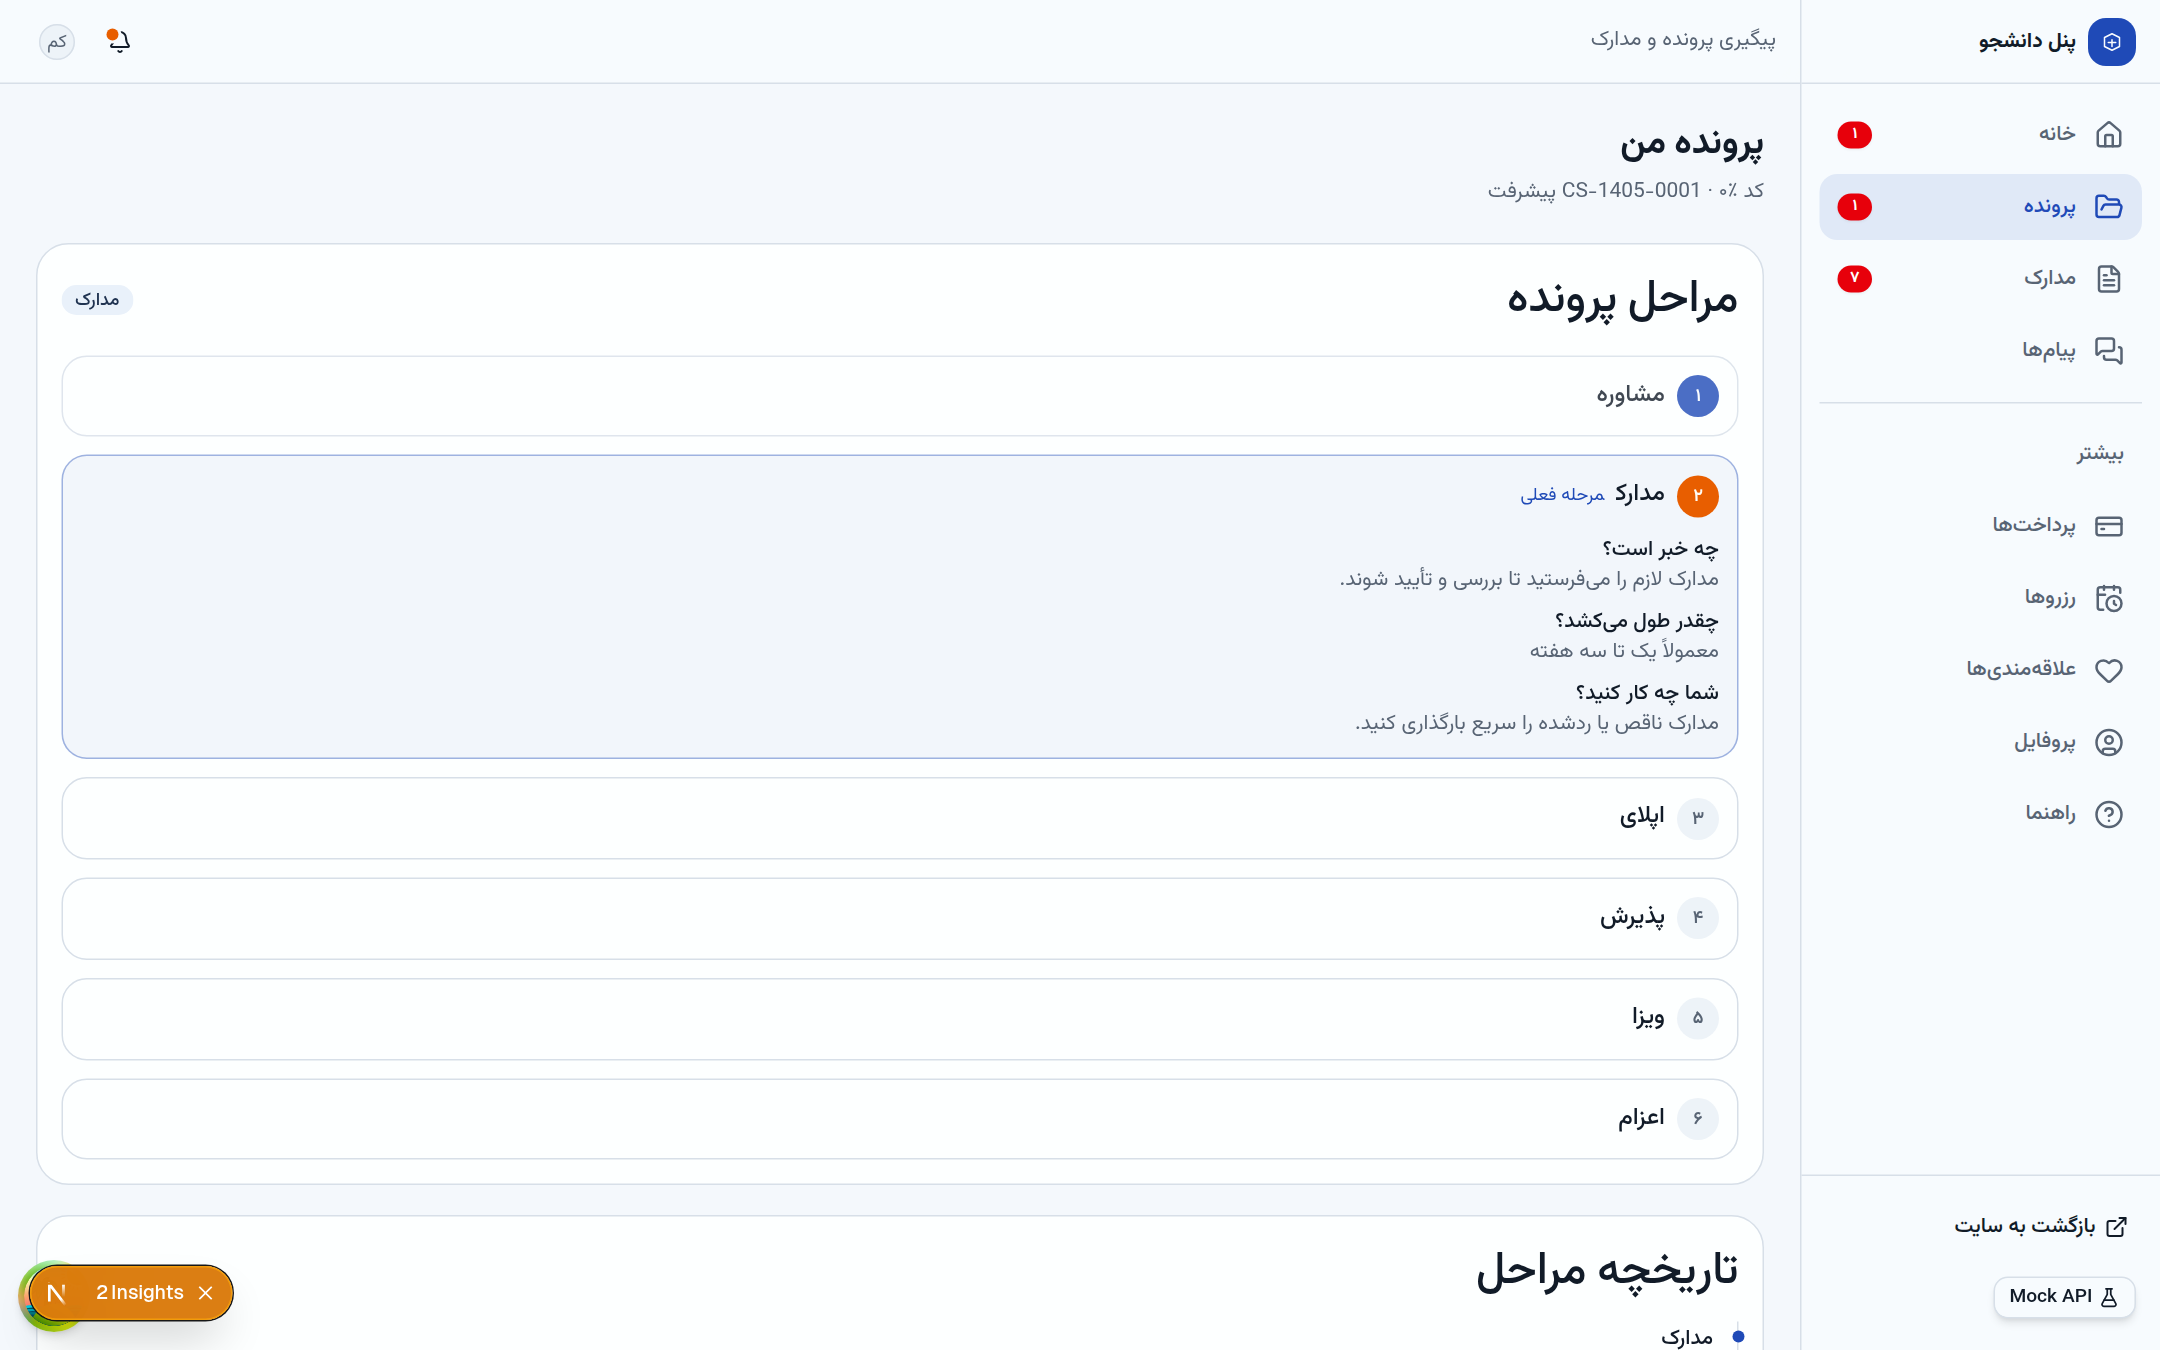 پنل دانشجو
پیگیری پرونده و مدارک
کم
خانه ۱
پرونده ۱
مدارک ۷
پیام‌ها
بیشتر
پرداخت‌ها
رزروها
علاقه‌مندی‌ها
پروفایل
راهنما
بازگشت به سایت
Mock API
پرونده من
کد CS-1405-0001 · ۰٪ پیشرفت
مراحل پرونده
مدارک
۱ مشاوره
۲ مدارک مرحله فعلی
چه خبر است؟
مدارک لازم را می‌فرستید تا بررسی و تأیید شوند.
چقدر طول می‌کشد؟
معمولاً یک تا سه هفته
شما چه کار کنید؟
مدارک ناقص یا ردشده را سریع بارگذاری کنید.
۳ اپلای
۴ پذیرش
۵ ویزا
۶ اعزام
تاریخچه مراحل
مدارک
N 2 Insights